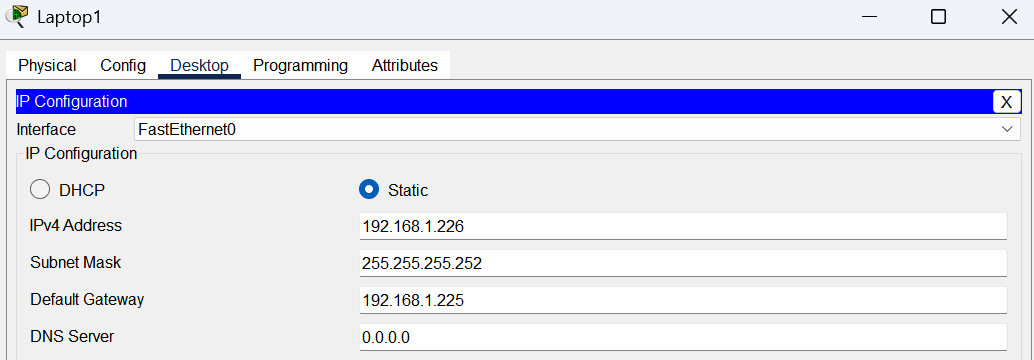 Laptop1
Physical Config Desktop Programming Attributes
IP Configuration X
Interface FastEthernet0
IP Configuration
DHCP Static
IPv4 Address 192.168.1.226
Subnet Mask 255.255.255.252
Default Gateway 192.168.1.225
DNS Server 0.0.0.0